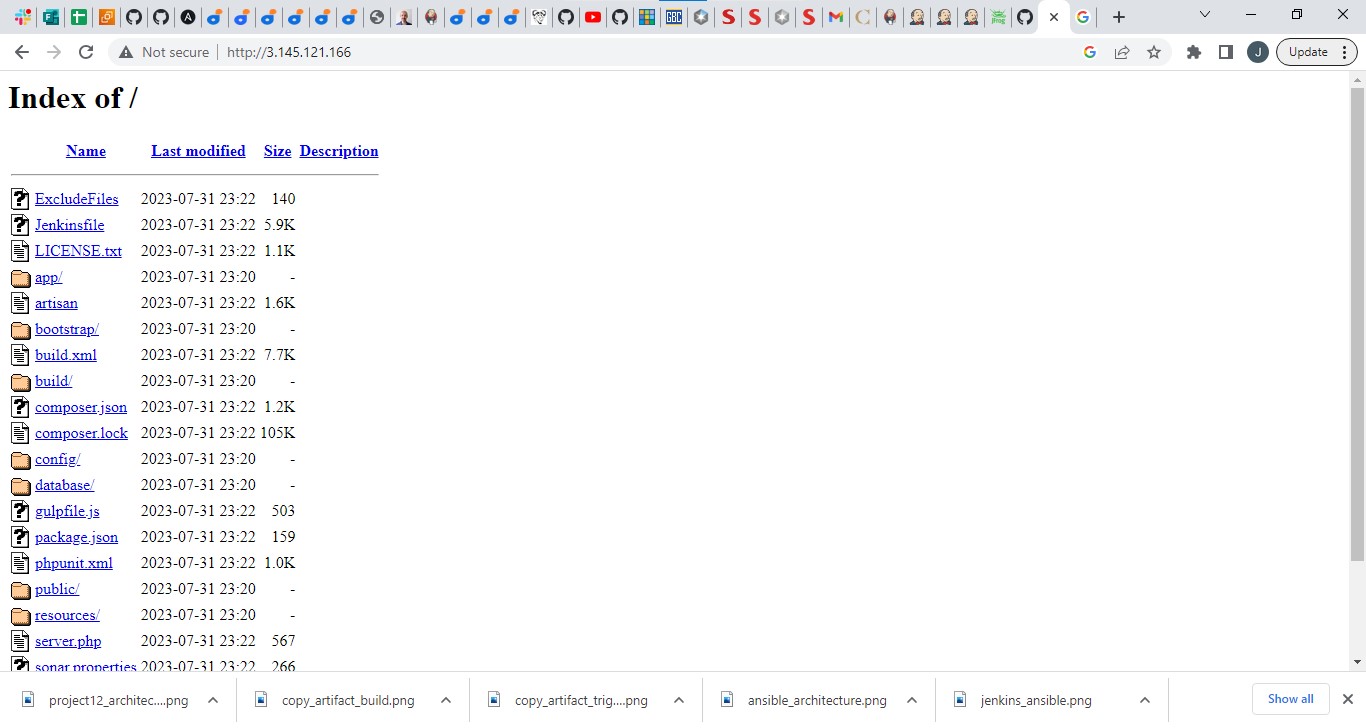 GBC
Not secure http://3.145.121.166
J
Update
Index of /
Name Last modified Size Description
ExcludeFiles 2023-07-31 23:22 140
Jenkinsfile 2023-07-31 23:22 5.9K
LICENSE.txt 2023-07-31 23:22 1.1K
app/ 2023-07-31 23:20 -
artisan 2023-07-31 23:22 1.6K
bootstrap/ 2023-07-31 23:20 -
build.xml 2023-07-31 23:22 7.7K
build/ 2023-07-31 23:20 -
composer.json 2023-07-31 23:22 1.2K
composer.lock 2023-07-31 23:22 105K
config/ 2023-07-31 23:20 -
database/ 2023-07-31 23:20 -
gulpfile.js 2023-07-31 23:22 503
package.json 2023-07-31 23:22 159
phpunit.xml 2023-07-31 23:22 1.0K
public/ 2023-07-31 23:20 -
resources/ 2023-07-31 23:20 -
server.php 2023-07-31 23:22 567
sonar.properties 2023-07-31 23:22 266
project12_architec....png copy_artifact_build.png copy_artifact_trig....png ansible_architecture.png jenkins_ansible.png Show all